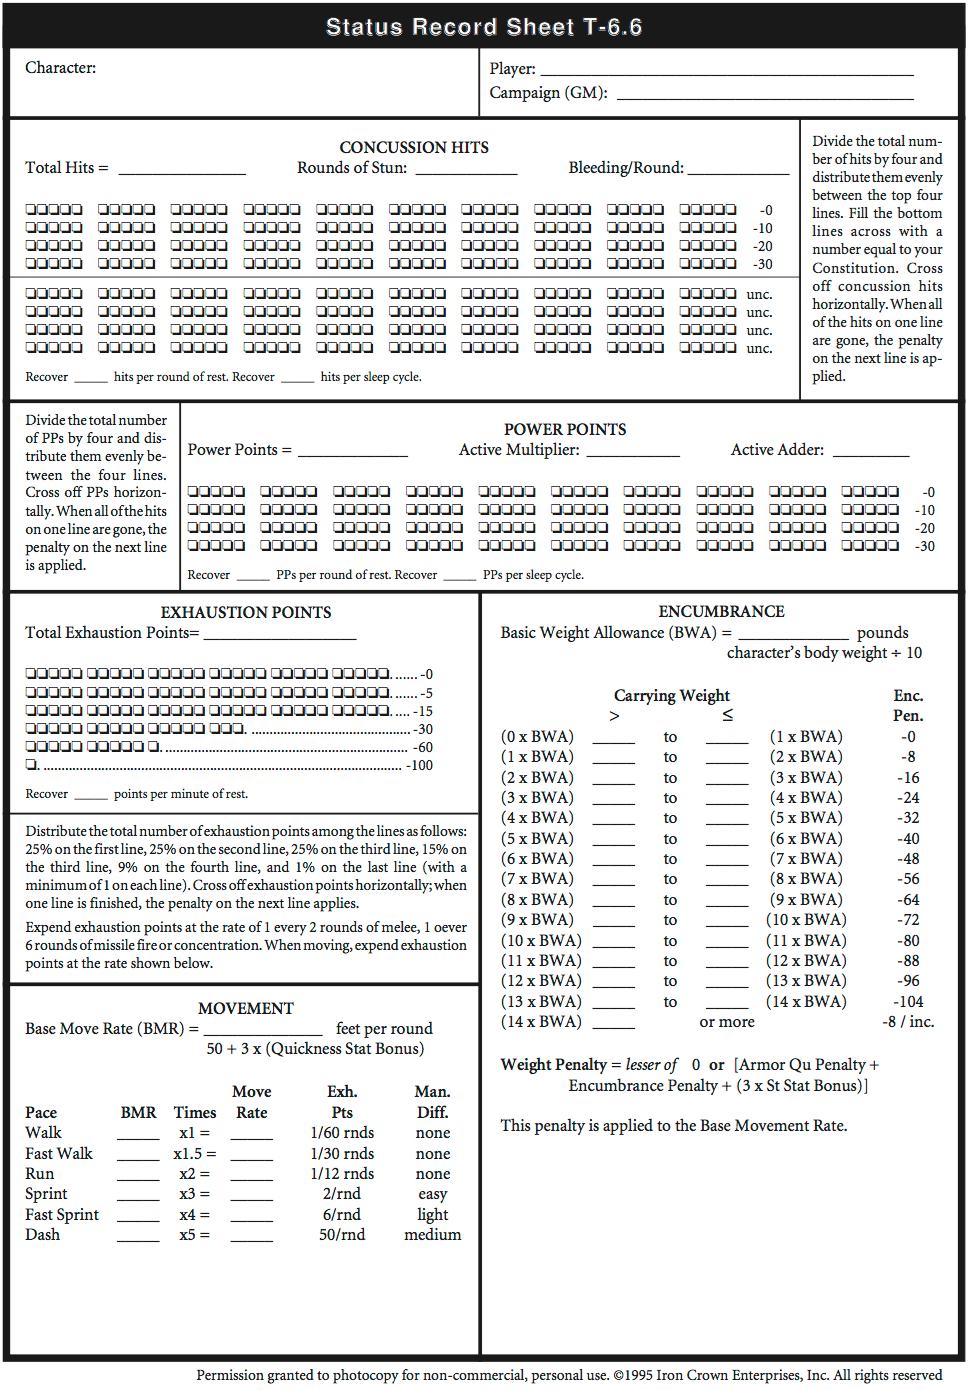 Status Record Sheet T-6.6
Character:
Player:
Campaign (GM):
CONCUSSION HITS
Total Hits =
Rounds of Stun:
Bleeding/Round:
-0
-10
-20
-30
unc.
unc.
unc.
unc.
Recover _____ hits per round of rest. Recover _____ hits per sleep cycle.
Divide the total num-
ber of hits by four and
distribute them evenly
between the top four
lines. Fill the bottom
lines across with a
number equal to your
Constitution. Cross
off concussion hits
horizontally. When all
of the hits on one line
are gone, the penalty
on the next line is ap-
plied.
Divide the total number
of PPs by four and dis-
tribute them evenly be-
tween the four lines.
Cross off PPs horizon-
tally. When all of the hits
on one line are gone, the
penalty on the next line
is applied.
POWER POINTS
Power Points =
Active Multiplier:
Active Adder:
-0
-10
-20
-30
Recover _____ PPs per round of rest. Recover _____ PPs per sleep cycle.
EXHAUSTION POINTS
Total Exhaustion Points=
...... -0
...... -5
.... -15
-30
-60
-100
Recover _____ points per minute of rest.
Distribute the total number of exhaustion points among the lines as follows:
25% on the first line, 25% on the second line, 25% on the third line, 15% on
the third line, 9% on the fourth line, and 1% on the last line (with a
minimum of 1 on each line). Cross off exhaustion points horizontally; when
one line is finished, the penalty on the next line applies.
Expend exhaustion points at the rate of 1 every 2 rounds of melee, 1 oever
6 rounds of missile fire or concentration. When moving, expend exhaustion
points at the rate shown below.
MOVEMENT
Base Move Rate (BMR) = _____ feet per round
50 + 3 x (Quickness Stat Bonus)
Move Exh. Man.
Pace BMR Times Rate Pts Diff.
Walk _____ x1 = _____ 1/60 rnds none
Fast Walk _____ x1.5 = _____ 1/30 rnds none
Run _____ x2 = _____ 1/12 rnds none
Sprint _____ x3 = _____ 2/rnd easy
Fast Sprint _____ x4 = _____ 6/rnd light
Dash _____ x5 = _____ 50/rnd medium
ENCUMBRANCE
Basic Weight Allowance (BWA) = _____ pounds
character's body weight ÷ 10
Carrying Weight Enc.
> ≤ Pen.
(0 x BWA) _____ to _____ (1 x BWA) -0
(1 x BWA) _____ to _____ (2 x BWA) -8
(2 x BWA) _____ to _____ (3 x BWA) -16
(3 x BWA) _____ to _____ (4 x BWA) -24
(4 x BWA) _____ to _____ (5 x BWA) -32
(5 x BWA) _____ to _____ (6 x BWA) -40
(6 x BWA) _____ to _____ (7 x BWA) -48
(7 x BWA) _____ to _____ (8 x BWA) -56
(8 x BWA) _____ to _____ (9 x BWA) -64
(9 x BWA) _____ to _____ (10 x BWA) -72
(10 x BWA) _____ to _____ (11 x BWA) -80
(11 x BWA) _____ to _____ (12 x BWA) -88
(12 x BWA) _____ to _____ (13 x BWA) -96
(13 x BWA) _____ to _____ (14 x BWA) -104
(14 x BWA) _____ or more -8 / inc.
Weight Penalty = lesser of 0 or [Armor Qu Penalty +
Encumbrance Penalty + (3 x St Stat Bonus)]
This penalty is applied to the Base Movement Rate.
Permission granted to photocopy for non-commercial, personal use. ©1995 Iron Crown Enterprises, Inc. All rights reserved